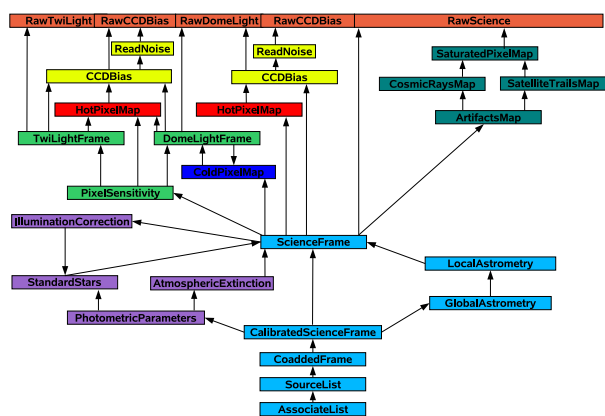 RawTwiLight RawCCDBias RawDomeLight RawCCDBias RawScience
ReadNoise ReadNoise SaturatedPixelMap
CCDBias CCDBias CosmicRaysMap SatelliteTrailsMap
HotPixelMap HotPixelMap ArtifactsMap
TwiLightFrame DomeLightFrame
ColdPixelMap
PixelSensitivity
IlluminationCorrection
ScienceFrame
LocalAstrometry
StandardStars AtmosphericExtinction
GlobalAstrometry
PhotometricParameters
CalibratedScienceFrame
CoaddedFrame
SourceList
AssociateList